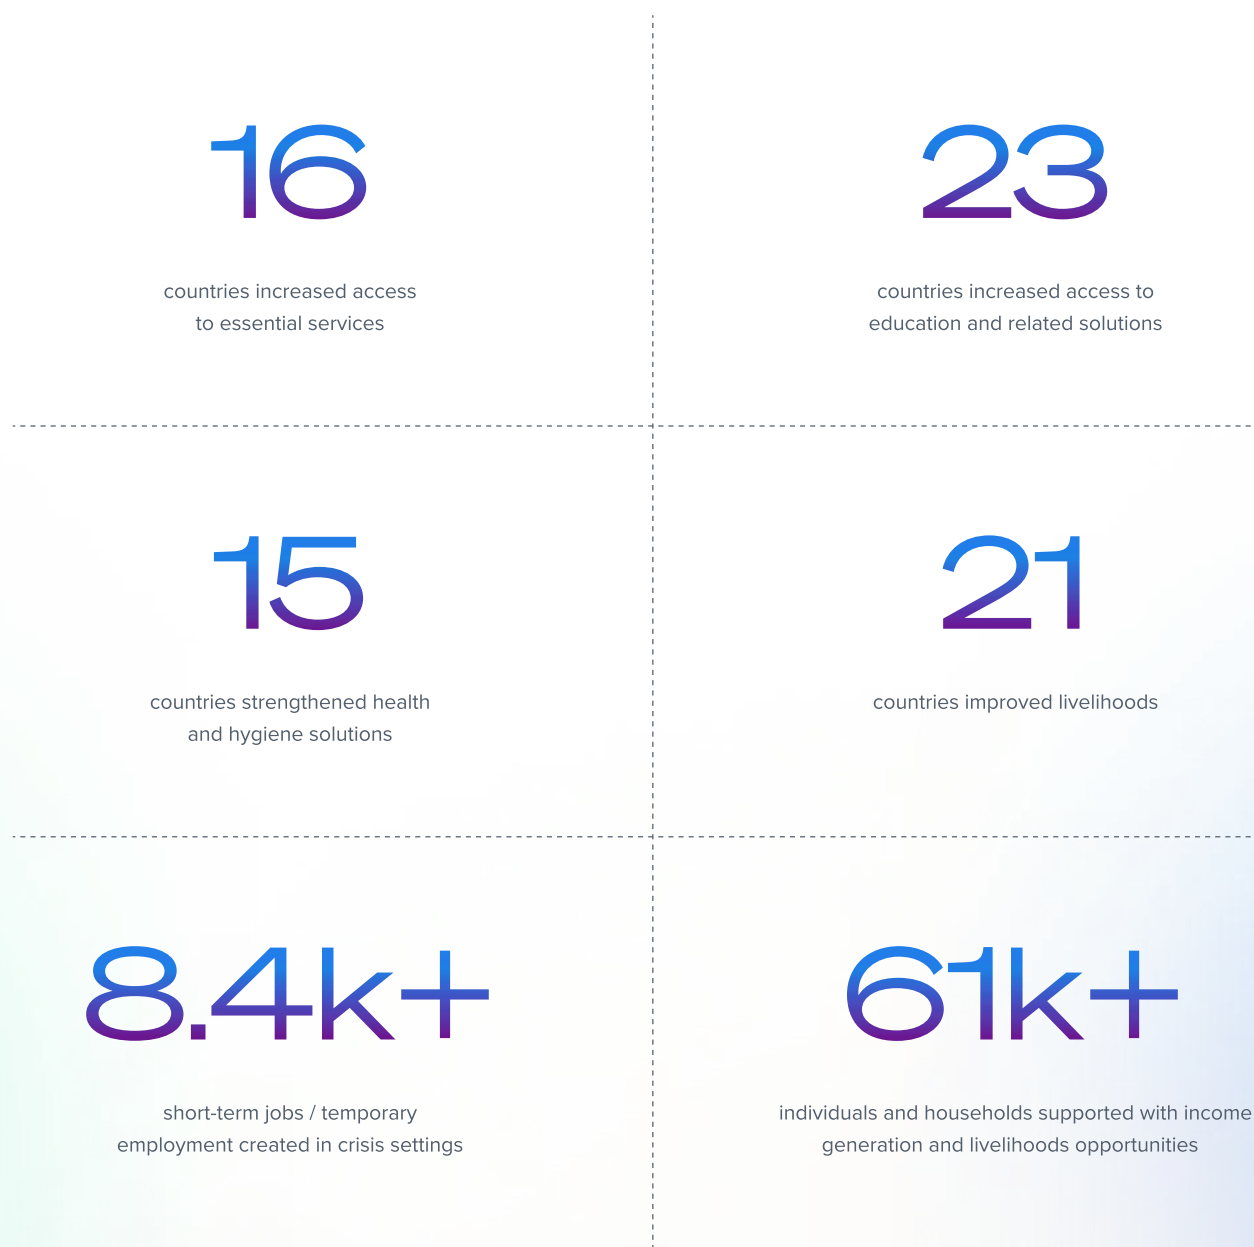 16
countries increased access
to essential services
23
countries increased access to
education and related solutions
15
countries strengthened health
and hygiene solutions
21
countries improved livelihoods
8.4k+
short-term jobs / temporary
employment created in crisis settings
61k+
individuals and households supported with income
generation and livelihoods opportunities